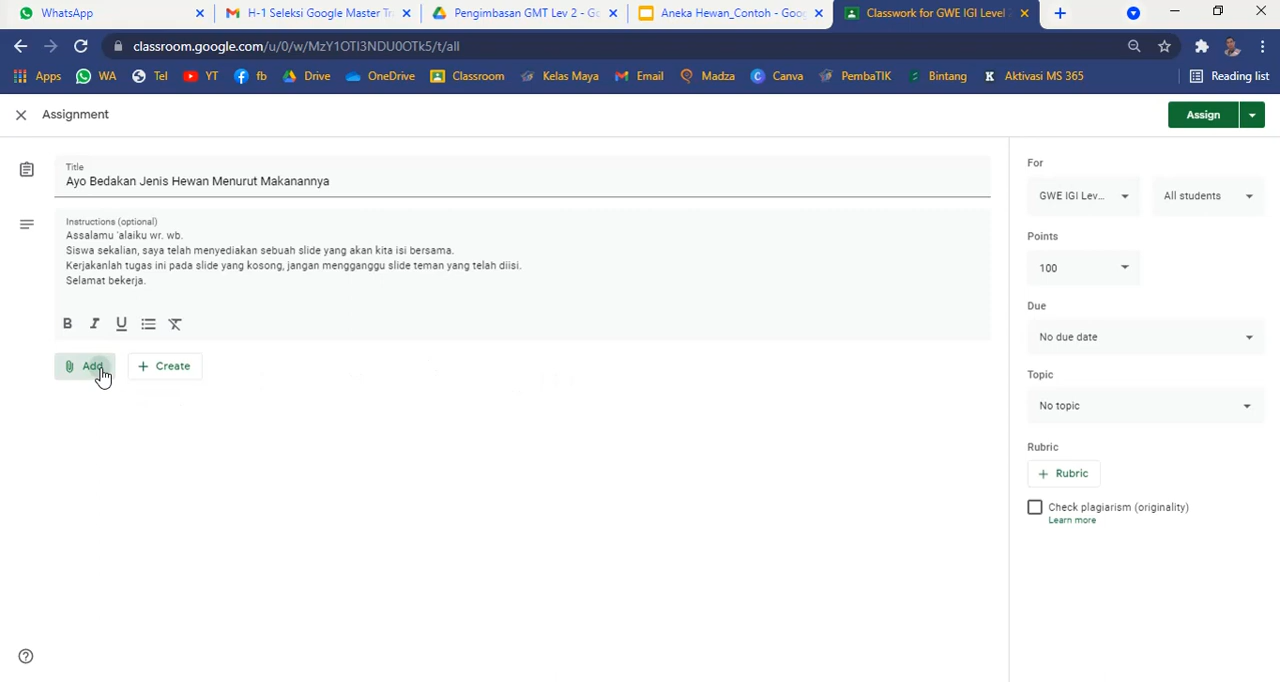 WhatsApp
H-1 Seleksi Google Master Tr
Pengimbasan GMT Lev 2 - Go
Aneka Hewan_Contoh - Goog
Classwork for GWE IGI Level 2
classroom.google.com/u/0/w/MzY1OTI3NDU0OTk5/t/all
Apps WA Tel YT fb Drive OneDrive Classroom Kelas Maya Email Madza Canva PembaTIK Bintang Aktivasi MS 365 Reading list
Assignment
Assign
Title
Ayo Bedakan Jenis Hewan Menurut Makanannya
Instructions (optional)
Assalamu 'alaiku wr. wb.
Siswa sekalian, saya telah menyediakan sebuah slide yang akan kita isi bersama.
Kerjakanlah tugas ini pada slide yang kosong, jangan mengganggu slide teman yang telah diisi.
Selamat bekerja.
B I U
Add
Create
For
GWE IGI Lev...
All students
Points
100
Due
No due date
Topic
No topic
Rubric
Rubric
Check plagiarism (originality)
Learn more